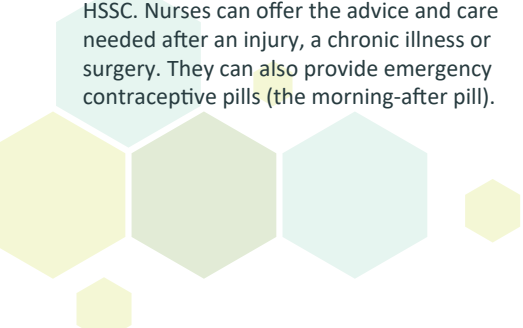 HSSC. Nurses can offer the advice and care
needed after an injury, a chronic illness or
surgery. They can also provide emergency
contraceptive pills (the morning-after pill).